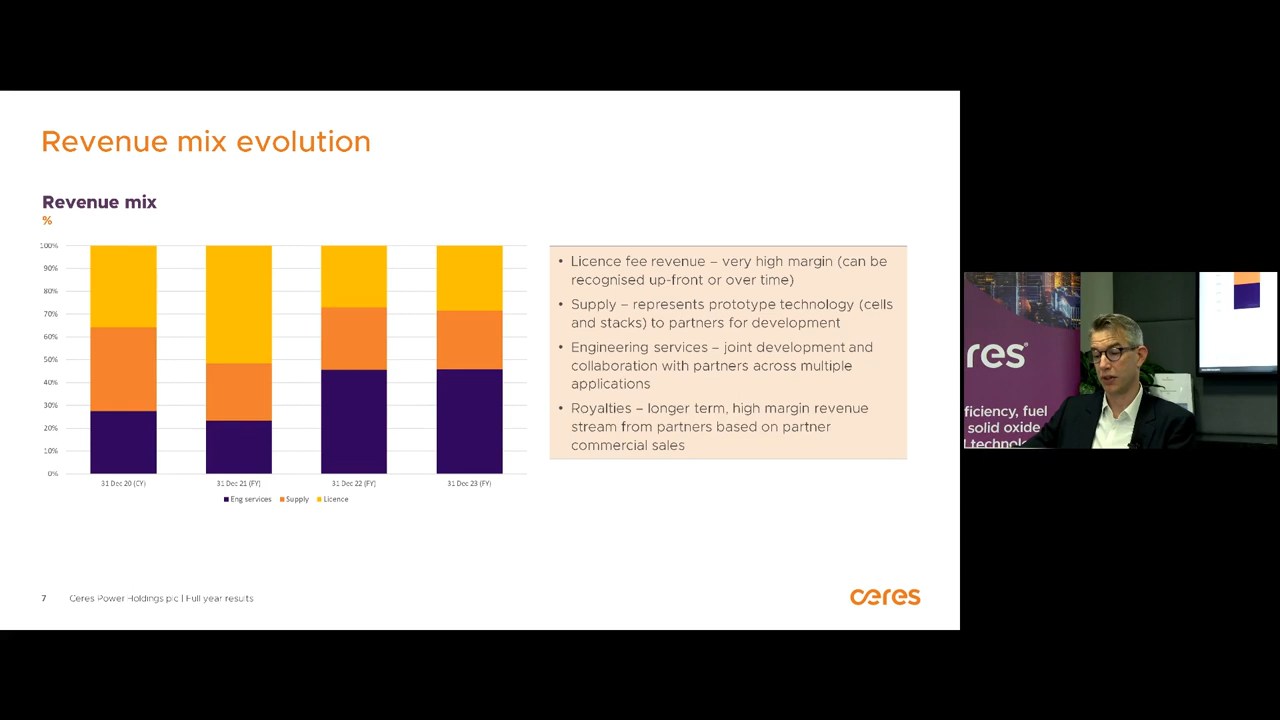 Revenue mix evolution
Revenue mix
%
100%
90%
80%
70%
60%
50%
40%
30%
20%
10%
0%
31 Dec 20 (CY)
31 Dec 21 (FY)
31 Dec 22 (FY)
31 Dec 23 (FY)
Eng services
Supply
Licence
• Licence fee revenue – very high margin (can be
recognised up-front or over time)
• Supply – represents prototype technology (cells
and stacks) to partners for development
• Engineering services – joint development and
collaboration with partners across multiple
applications
• Royalties – longer term, high margin revenue
stream from partners based on partner
commercial sales
7
Ceres Power Holdings plc | Full year results
ceres
res®
ficiency, fuel
solid oxide
l technolo